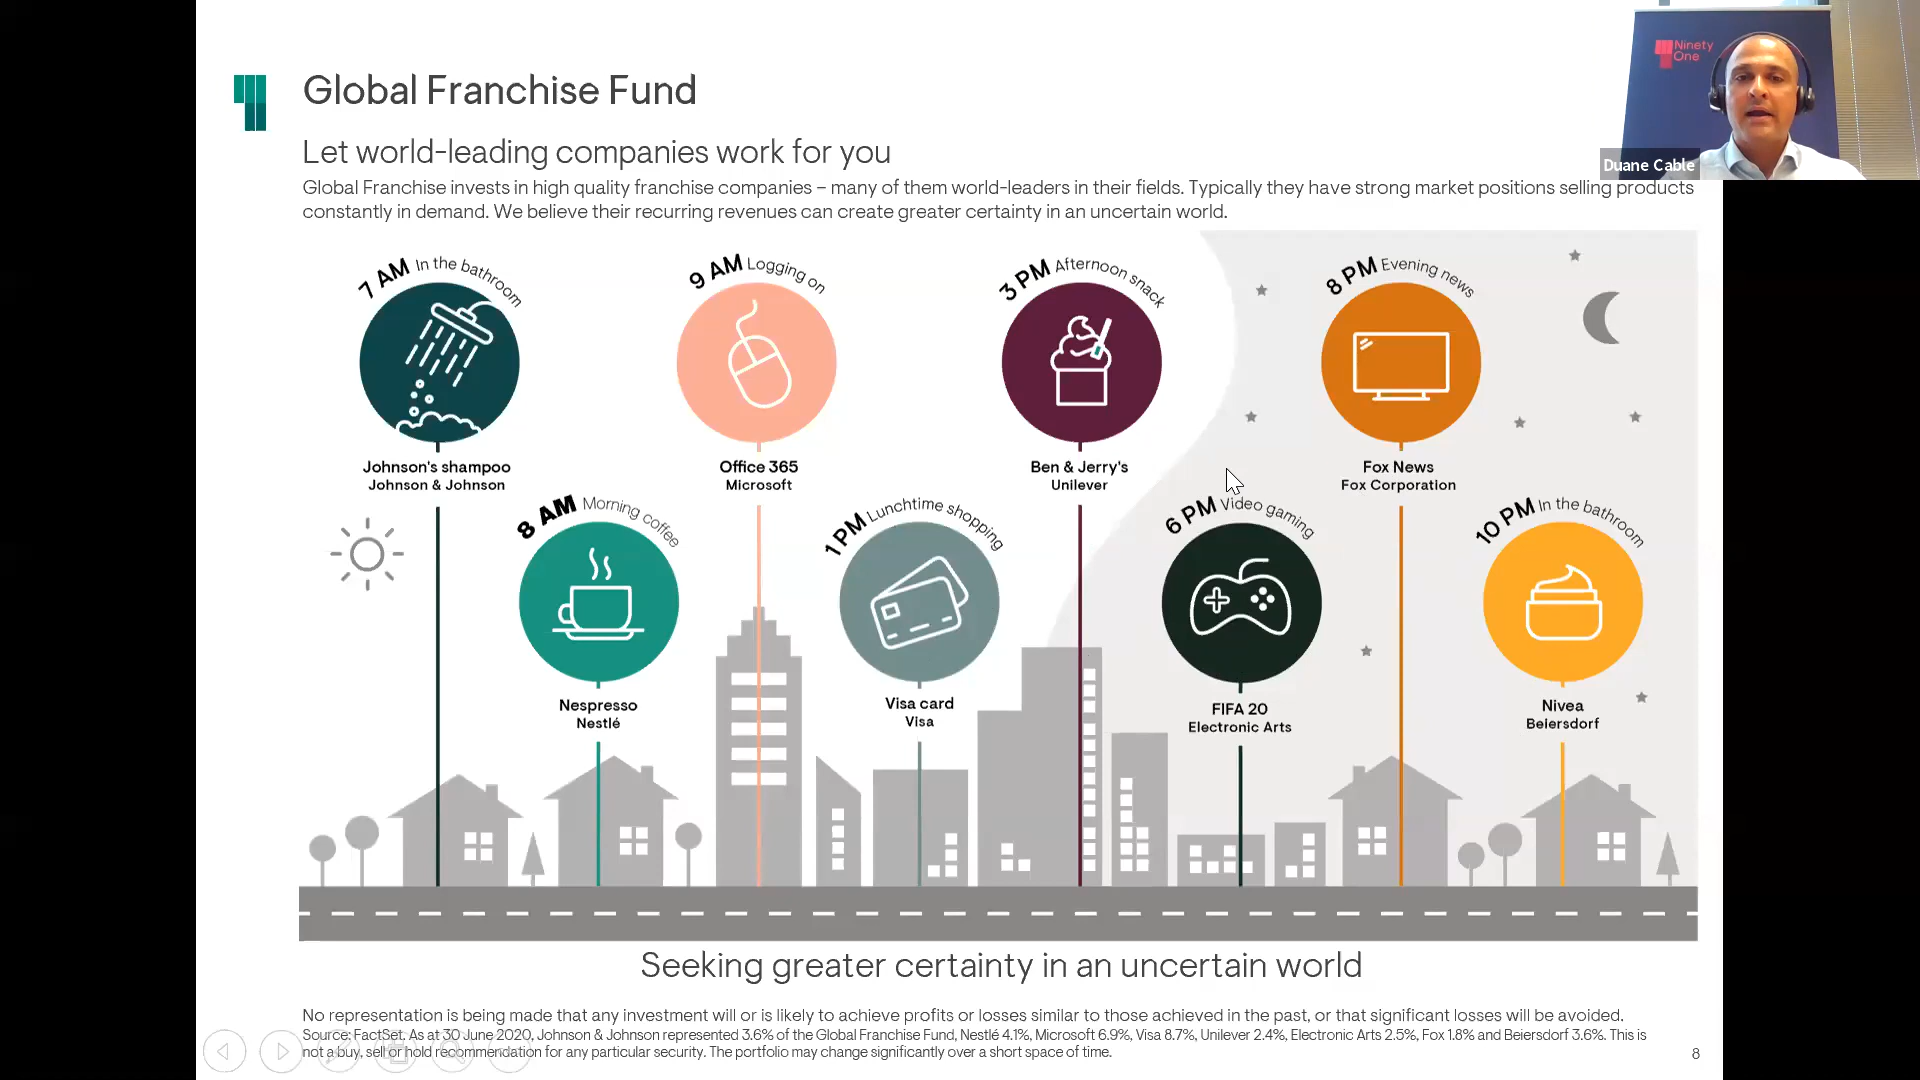 Global Franchise Fund
Ninety
One
Duane Cable
Let world-leading companies work for you
Global Franchise invests in high quality franchise companies – many of them world-leaders in their fields. Typically they have strong market positions selling products
constantly in demand. We believe their recurring revenues can create greater certainty in an uncertain world.
7 AM In the bathroom
Johnson's shampoo
Johnson & Johnson
8 AM Morning coffee
Nespresso
Nestlé
9 AM Logging on
Office 365
Microsoft
1 PM Lunchtime shopping
Visa card
Visa
3 PM Afternoon snack
Ben & Jerry's
Unilever
6 PM Video gaming
FIFA 20
Electronic Arts
8 PM Evening news
Fox News
Fox Corporation
10 PM In the bathroom
Nivea
Beiersdorf
Seeking greater certainty in an uncertain world
No representation is being made that any investment will or is likely to achieve profits or losses similar to those achieved in the past, or that significant losses will be avoided.
Source: FactSet. As at 30 June 2020, Johnson & Johnson represented 3.6% of the Global Franchise Fund, Nestlé 4.1%, Microsoft 6.9%, Visa 8.7%, Unilever 2.4%, Electronic Arts 2.5%, Fox 1.8% and Beiersdorf 3.6%. This is
not a buy, sell or hold recommendation for any particular security. The portfolio may change significantly over a short space of time.
8